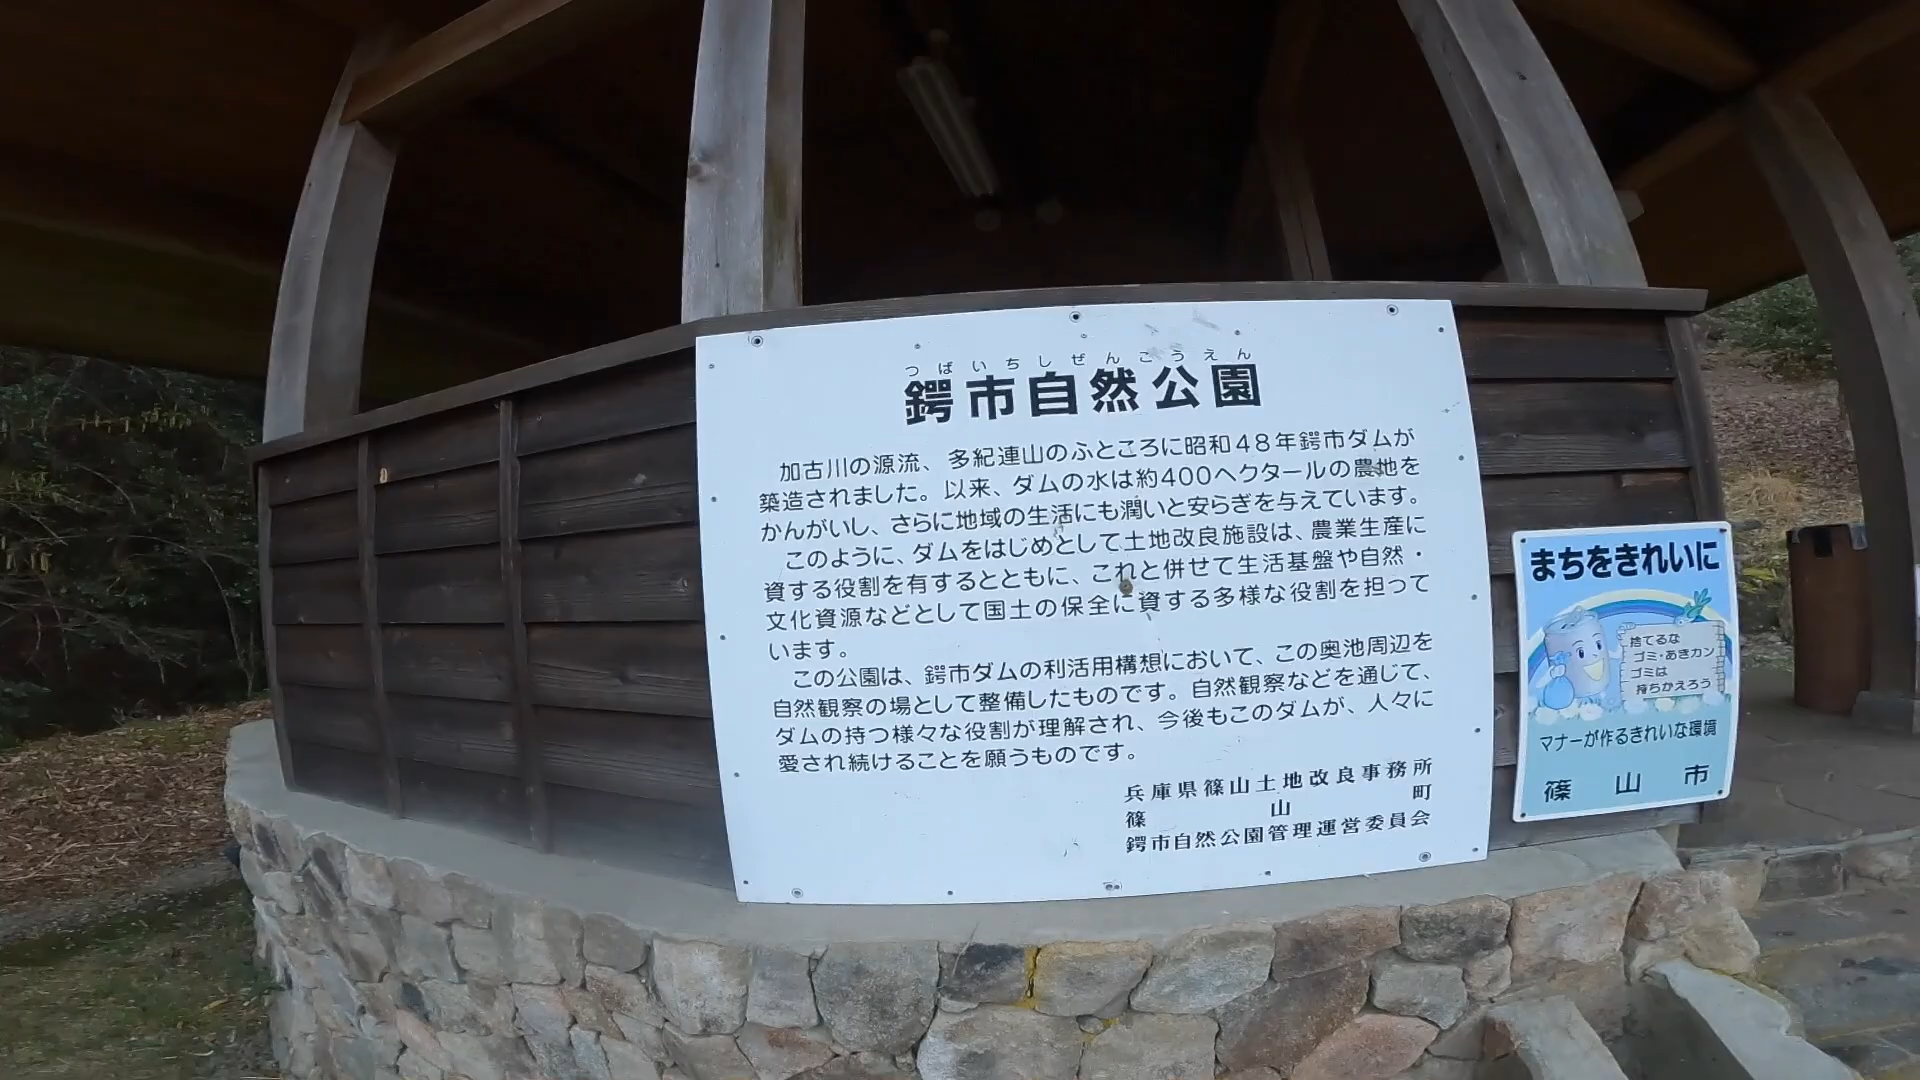 つばいちしぜんこうえん
鍔市自然公園
加古川の源流、多紀連山のふところに昭和48年鍔市ダムが
築造されました。以来、ダムの水は約400ヘクタールの農地を
かんがいし、さらに地域の生活にも潤いと安らぎを与えています。
このように、ダムをはじめとして土地改良施設は、農業生産に
資する役割を有するとともに、これと併せて生活基盤や自然・
文化資源などとして国土の保全に資する多様な役割を担って
います。
この公園は、鍔市ダムの利活用構想において、この奥池周辺を
自然観察の場として整備したものです。自然観察などを通じて、
ダムの持つ様々な役割が理解され、今後もこのダムが、人々に
愛され続けることを願うものです。
兵庫県篠山土地改良事務所
篠山町
鍔市自然公園管理運営委員会
まちをきれいに
捨てるな
ゴミ・あきカン
ゴミは
持ちかえろう
マナーが作るきれいな環境
篠山市